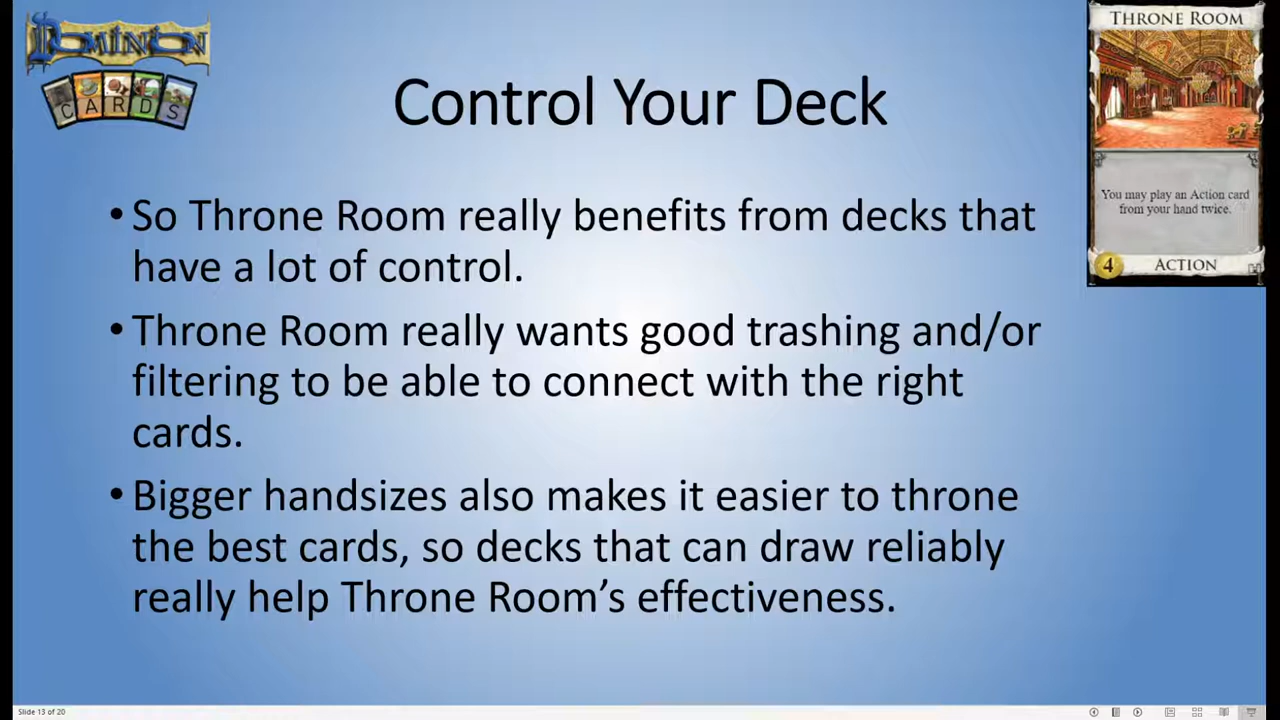 DOMINION
CARDS
THRONE ROOM
Control Your Deck
• So Throne Room really benefits from decks that
have a lot of control.
• Throne Room really wants good trashing and/or
filtering to be able to connect with the right
cards.
• Bigger handsizes also makes it easier to throne
the best cards, so decks that can draw reliably
really help Throne Room’s effectiveness.
You may play an Action card
from your hand twice.
4 ACTION
Slide 13 of 20